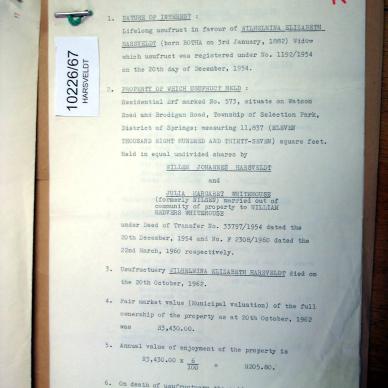 10226/67
HARSVELDT
1. NATURE OF INTEREST :
Lifelong usufruct in favour of WILHELMINA ELIZABETH
HARSVELDT (born BOTHA on 3rd January, 1882) Widow
which usufruct was registered under No. 1192/1954
on the 20th day of December, 1954.
2. PROPERTY OF WHICH USUFRUCT HELD :
Residential Erf marked No. 573, situate on Watson
Road and Brodigan Road, Township of Selection Park,
District of Springs; measuring 11,837 (ELEVEN
THOUSAND EIGHT HUNDRED AND THIRTY-SEVEN) square feet.
Held in equal undivided shares by
WILLEM JOHANNES HARSVELDT
and
JULIA MARGARET WHITEHOUSE
(formerly NILSEN) married out of
community of property to WILLIAM
WHITEHOUSE
under Deed of Transfer No. 33797/1954 dated the
20th December, 1954 and No. F 2308/1960 dated the
22nd March, 1960 respectively.
3. Usufructuary WILHELMINA ELIZABETH HARSVELDT died on
the 20th October, 1962.
4. Fair market value (Municipal valuation) of the full
ownership of the property as at 20th October, 1962
was R3,430.00.
5. Annual value of enjoyment of the property is
R3,430.00 x 6/100 = R205.80.
6. On death of usufructuary the